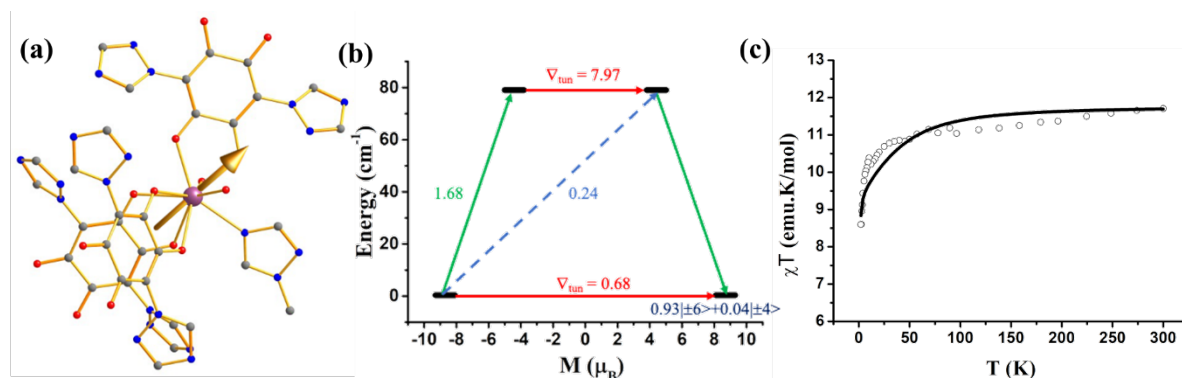 (a)
(b)
Energy (cm⁻¹)
80
60
40
20
0
∇tun = 7.97
1.68
0.24
∇tun = 0.68
0.93|±6>+0.04|±4>
-10 -8 -6 -4 -2 0 2 4 6 8 10
M (μB)
(c)
χT (emu.K/mol)
13
12
11
10
9
8
7
6
0 50 100 150 200 250 300
T (K)